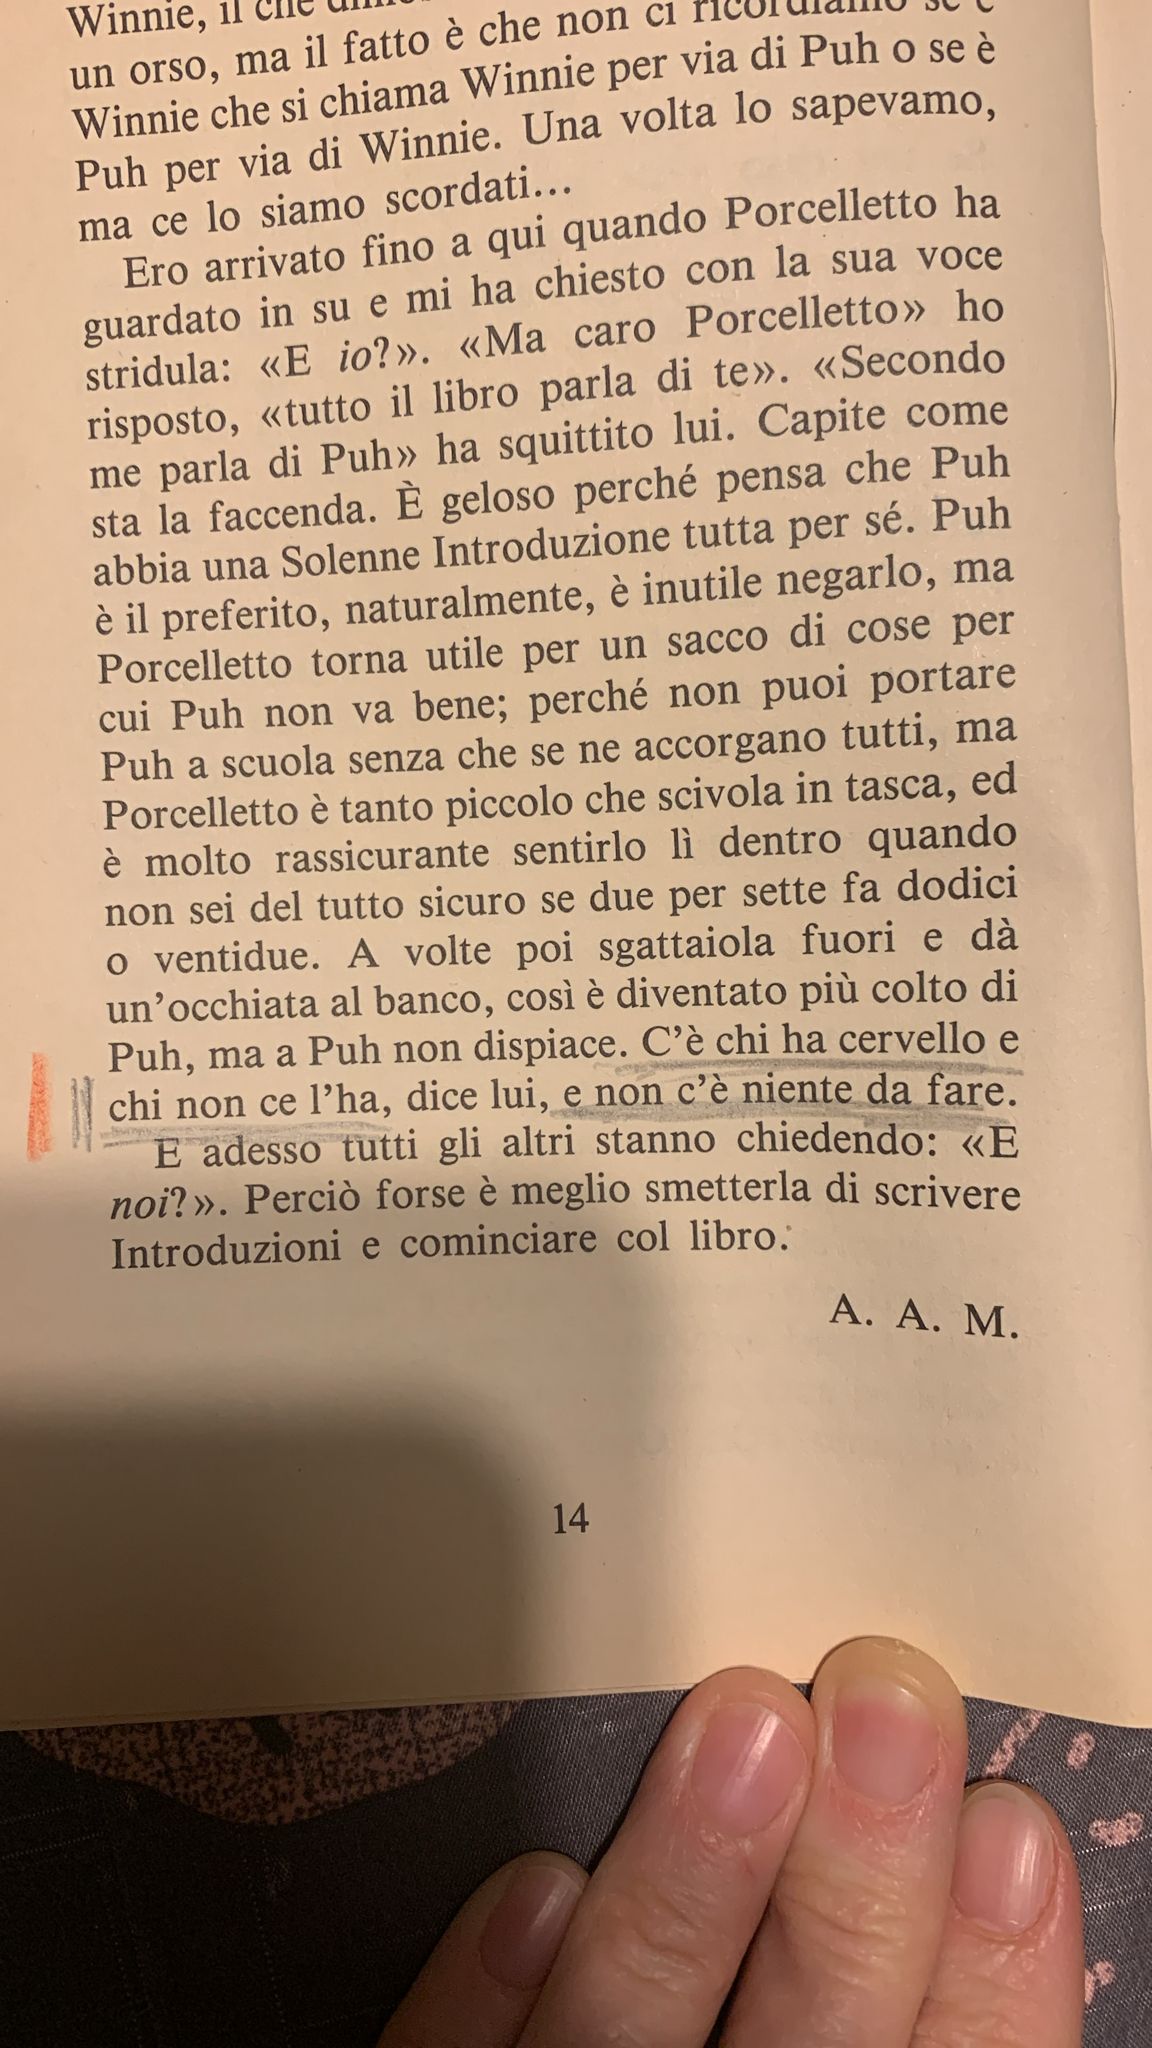 Winnie, il che
un orso, ma il fatto è che non ci ricordiamo se è
Winnie che si chiama Winnie per via di Puh o se è
Puh per via di Winnie. Una volta lo sapevamo,
ma ce lo siamo scordati...
Ero arrivato fino a qui quando Porcelletto ha
guardato in su e mi ha chiesto con la sua voce
stridula: «E io?». «Ma caro Porcelletto» ho
risposto, «tutto il libro parla di te». «Secondo
me parla di Puh» ha squittito lui. Capite come
sta la faccenda. È geloso perché pensa che Puh
abbia una Solenne Introduzione tutta per sé. Puh
è il preferito, naturalmente, è inutile negarlo, ma
Porcelletto torna utile per un sacco di cose per
cui Puh non va bene; perché non puoi portare
Puh a scuola senza che se ne accorgano tutti, ma
Porcelletto è tanto piccolo che scivola in tasca, ed
è molto rassicurante sentirlo lì dentro quando
non sei del tutto sicuro se due per sette fa dodici
o ventidue. A volte poi sgattaiola fuori e dà
un'occhiata al banco, così è diventato più colto di
Puh, ma a Puh non dispiace. C'è chi ha cervello e
chi non ce l'ha, dice lui, e non c'è niente da fare.
E adesso tutti gli altri stanno chiedendo: «E
noi?». Perciò forse è meglio smetterla di scrivere
Introduzioni e cominciare col libro.
A. A. M.
14